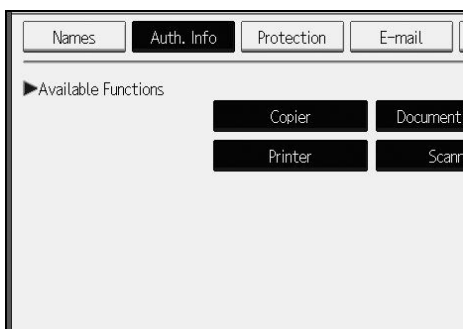 Names Auth. Info Protection E-mail
▶Available Functions
Copier Document
Printer